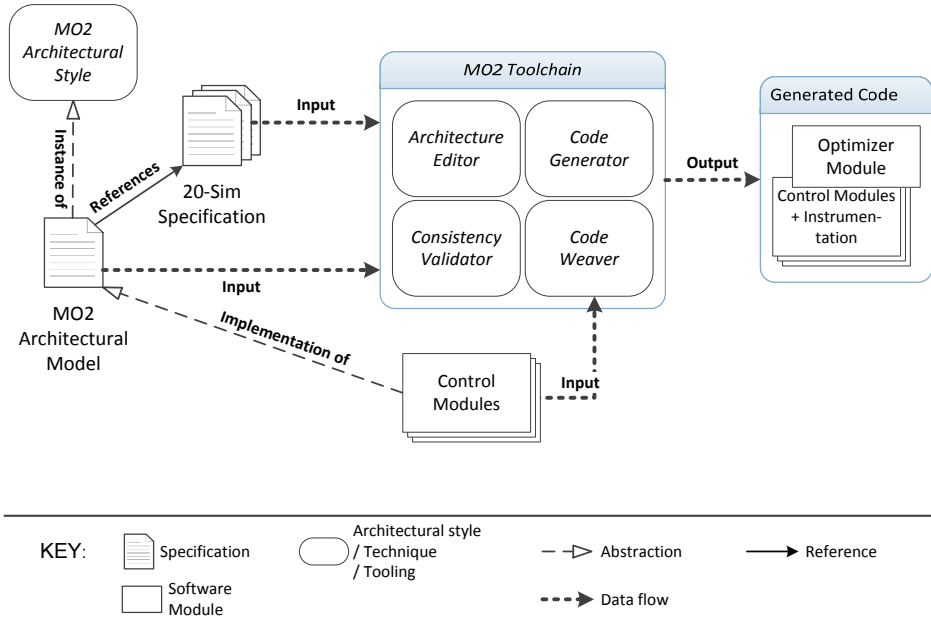 MO2
Architectural
Style
Instance of
References
20-Sim
Specification
Input
MO2 Toolchain
Architecture
Editor
Code
Generator
Consistency
Validator
Code
Weaver
Output
Generated Code
Optimizer
Module
Control Modules
+ Instrumen-
tation
MO2
Architectural
Model
Input
Implementation of
Control
Modules
Input
KEY:
Specification
Software
Module
Architectural style
/ Technique
/ Tooling
Abstraction
Data flow
Reference